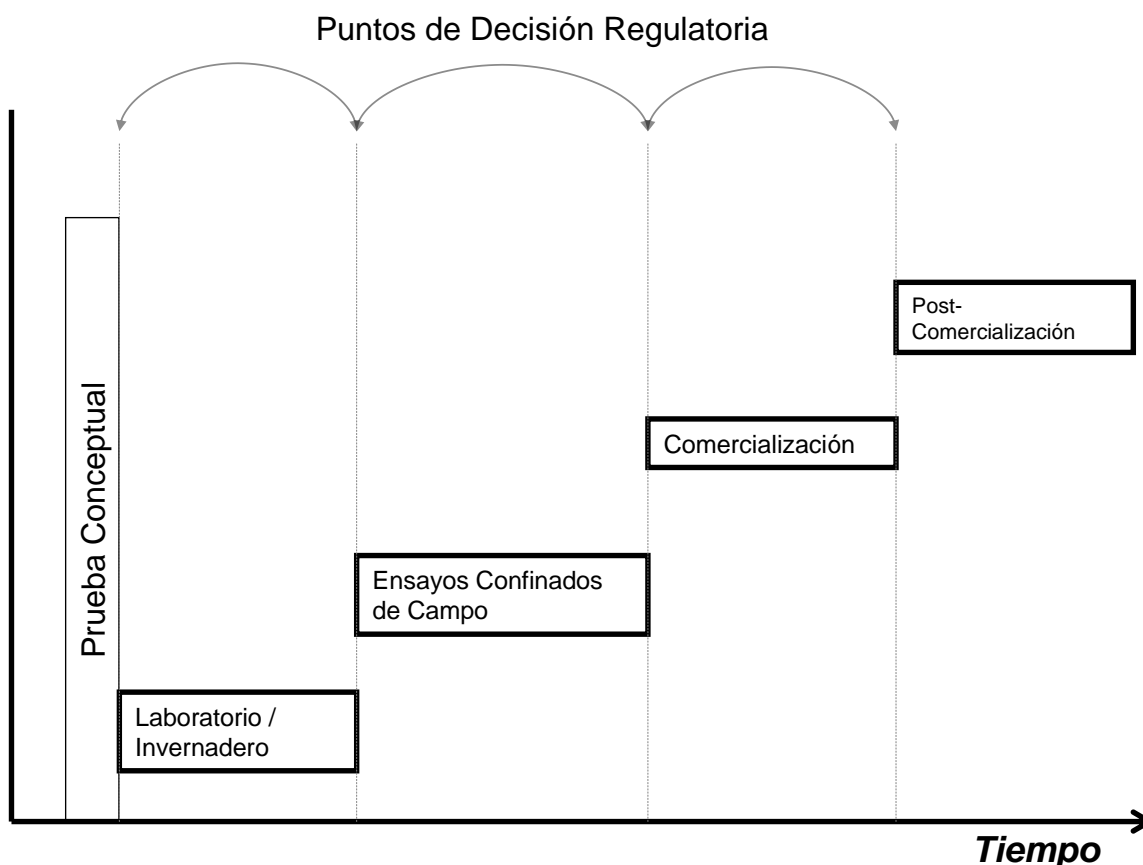 Puntos de Decisión Regulatoria
Post-
Comercialización
Comercialización
Prueba Conceptual
Ensayos Confinados
de Campo
Laboratorio /
Invernadero
Tiempo